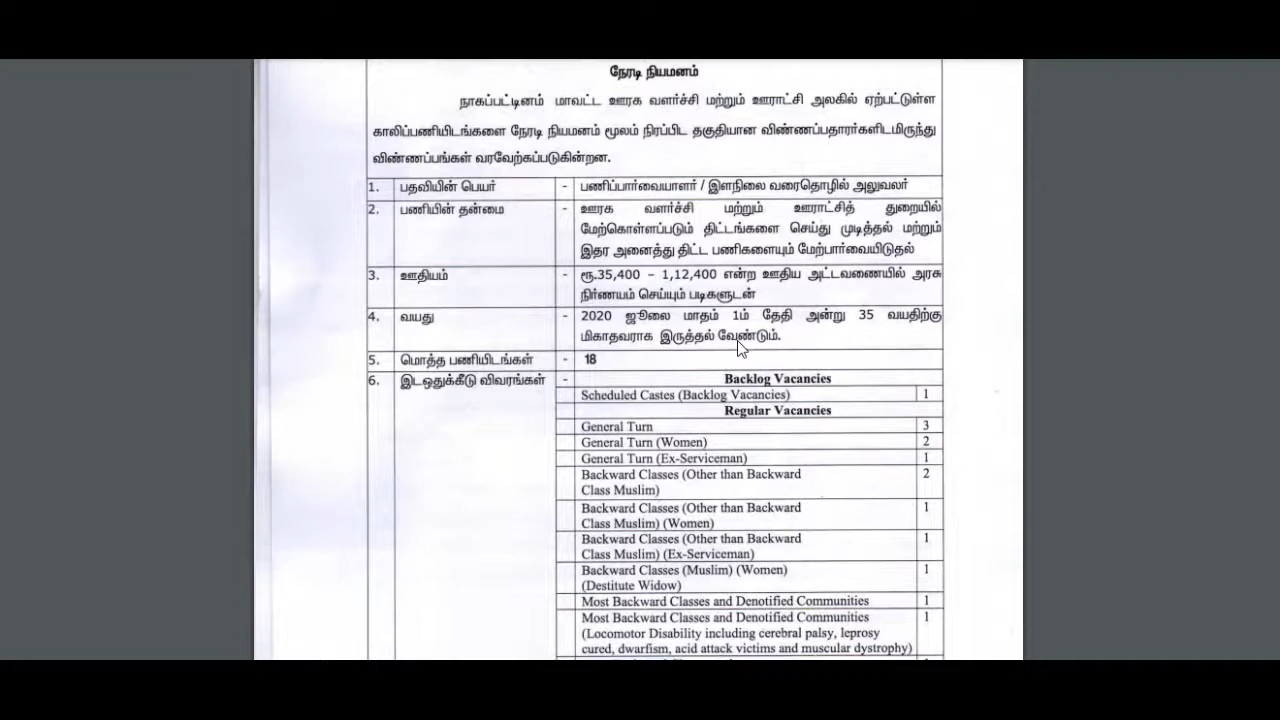 நேரடி நியமனம்
நாகப்பட்டினம் மாவட்ட ஊரக வளர்ச்சி மற்றும் ஊராட்சி அலகில் ஏற்பட்டுள்ள
காலிப்பணியிடங்களை நேரடி நியமனம் மூலம் நிரப்பிட தகுதியான விண்ணப்பதாரர்களிடமிருந்து
விண்ணப்பங்கள் வரவேற்கப்படுகின்றன.
1. பதவியின் பெயர் - பணிப்பார்வையாளர் / இளநிலை வரைதொழில் அலுவலர்
2. பணியின் தன்மை - ஊரக வளர்ச்சி மற்றும் ஊராட்சித் துறையில்
மேற்கொள்ளப்படும் திட்டங்களை செய்து முடித்தல் மற்றும்
இதர அனைத்து திட்ட பணிகளையும் மேற்பார்வையிடுதல்
3. ஊதியம் - ரூ.35,400 – 1,12,400 என்ற ஊதிய அட்டவணையில் அரசு
நிர்ணயம் செய்யும் படிகளுடன்
4. வயது - 2020 ஜூலை மாதம் 1ம் தேதி அன்று 35 வயதிற்கு
மிகாதவராக இருத்தல் வேண்டும்.
5. மொத்த பணியிடங்கள் - 18
6. இடஒதுக்கீடு விவரங்கள் - Backlog Vacancies
Scheduled Castes (Backlog Vacancies) 1
Regular Vacancies
General Turn 3
General Turn (Women) 2
General Turn (Ex-Serviceman) 1
Backward Classes (Other than Backward 2
Class Muslim)
Backward Classes (Other than Backward 1
Class Muslim) (Women)
Backward Classes (Other than Backward 1
Class Muslim) (Ex-Serviceman)
Backward Classes (Muslim) (Women) 1
(Destitute Widow)
Most Backward Classes and Denotified Communities 1
Most Backward Classes and Denotified Communities 1
(Locomotor Disability including cerebral palsy, leprosy
cured, dwarfism, acid attack victims and muscular dystrophy)